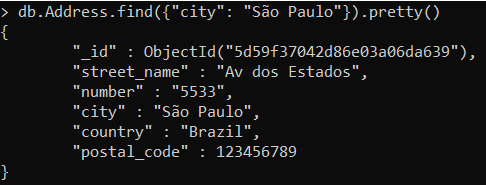 > db.Address.find({"city": "São Paulo"}).pretty()
{
        "_id" : ObjectId("5d59f37042d86e03a06da639"),
        "street_name" : "Av dos Estados",
        "number" : "5533",
        "city" : "São Paulo",
        "country" : "Brazil",
        "postal_code" : 123456789
}